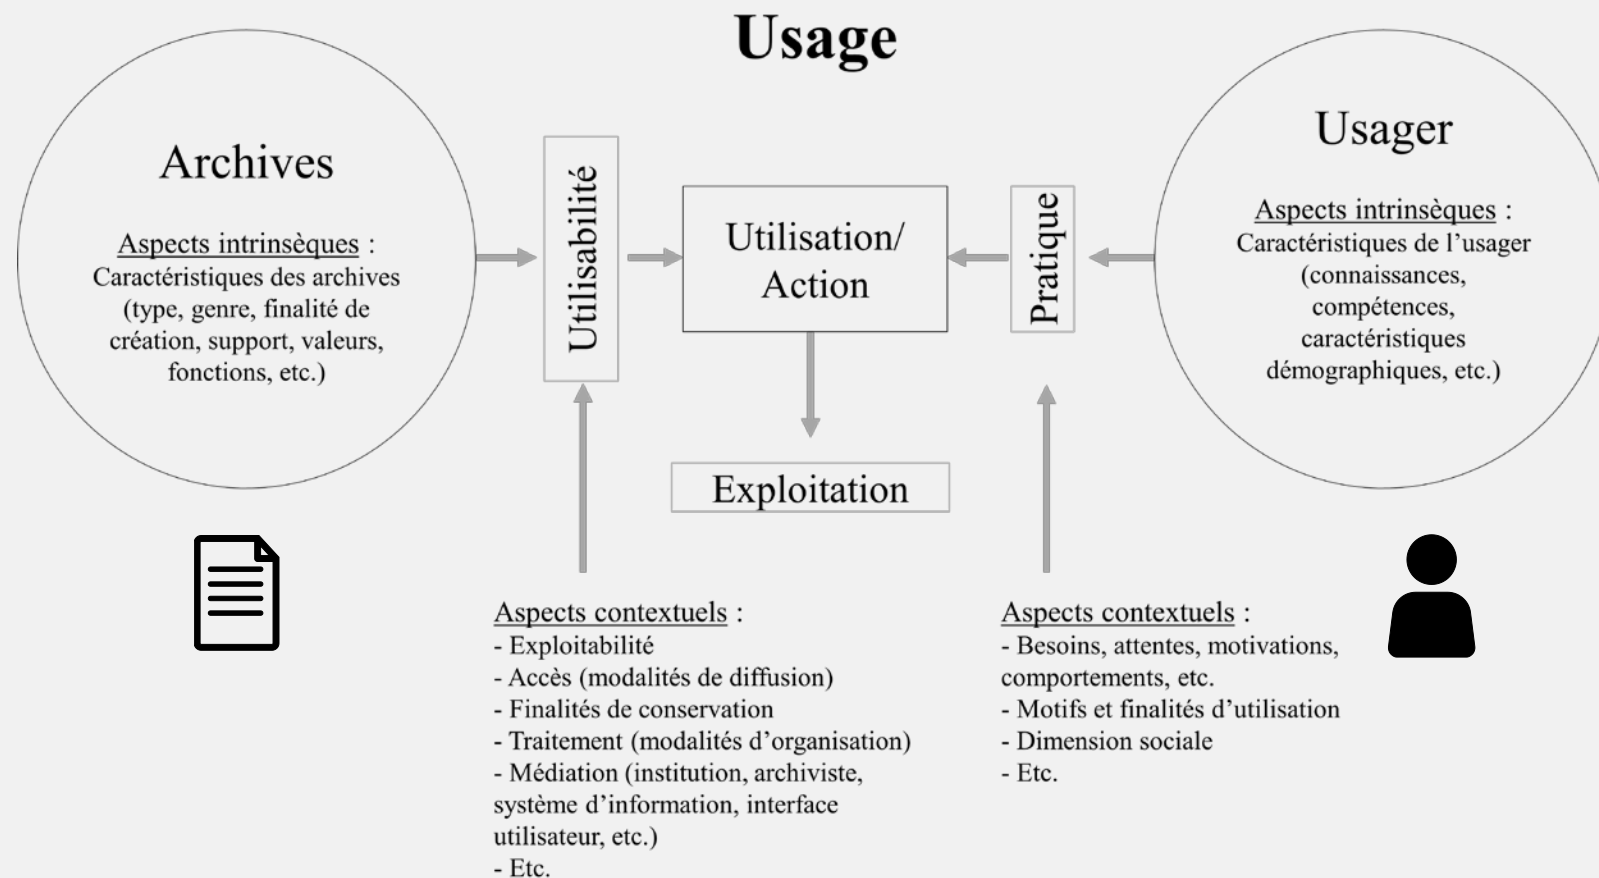 Usage
Archives
Aspects intrinsèques :
Caractéristiques des archives
(type, genre, finalité de
création, support, valeurs,
fonctions, etc.)
Utilisabilité
Utilisation/
Action
Exploitation
Pratique
Usager
Aspects intrinsèques :
Caractéristiques de l’usager
(connaissances,
compétences,
caractéristiques
démographiques, etc.)
Aspects contextuels :
- Exploitabilité
- Accès (modalités de diffusion)
- Finalités de conservation
- Traitement (modalités d’organisation)
- Médiation (institution, archiviste,
système d’information, interface
utilisateur, etc.)
- Etc.
Aspects contextuels :
- Besoins, attentes, motivations,
comportements, etc.
- Motifs et finalités d’utilisation
- Dimension sociale
- Etc.